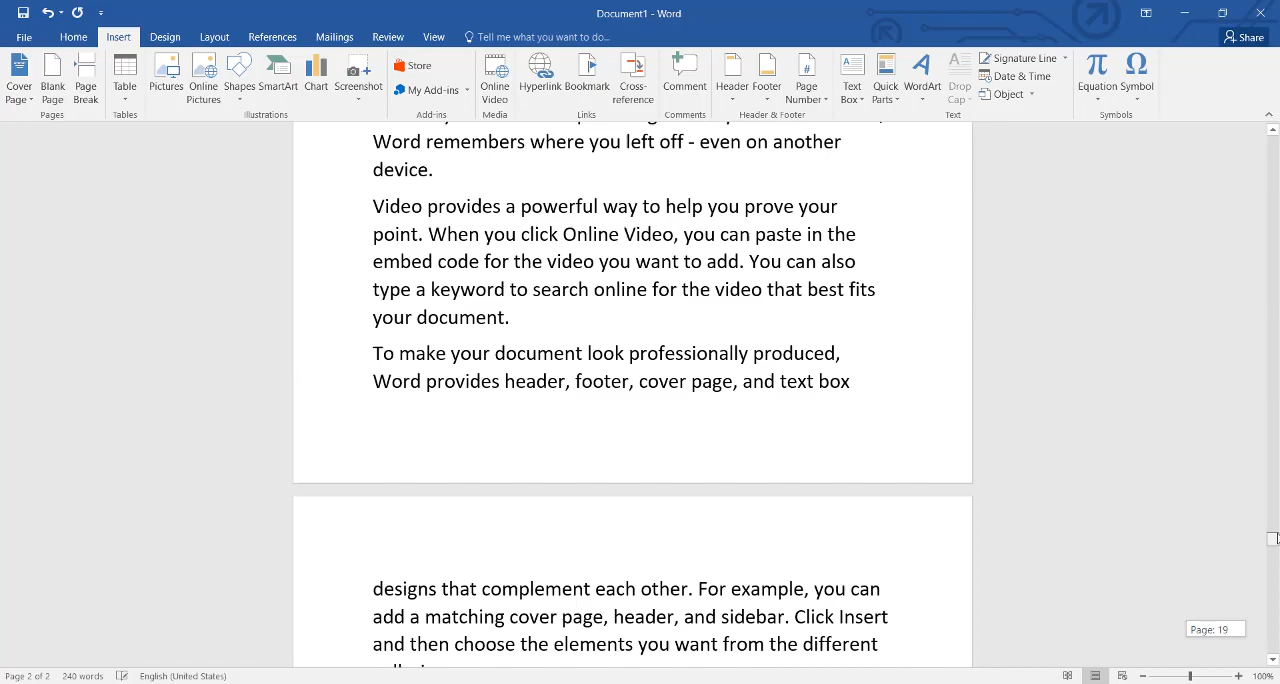 Document1 - Word
File Home Insert Design Layout References Mailings Review View Tell me what you want to do... Share
Cover Page Blank Page Page Break Table Pictures Online Pictures Shapes SmartArt Chart Screenshot Store My Add-ins Online Video Hyperlink Bookmark Cross-reference Comment Header Footer Page Number Text Box Quick Parts WordArt Drop Cap Signature Line Date & Time Object Equation Symbol
Pages Tables Illustrations Add-ins Media Links Comments Header & Footer Text Symbols
Word remembers where you left off - even on another
device.
Video provides a powerful way to help you prove your
point. When you click Online Video, you can paste in the
embed code for the video you want to add. You can also
type a keyword to search online for the video that best fits
your document.
To make your document look professionally produced,
Word provides header, footer, cover page, and text box
designs that complement each other. For example, you can
add a matching cover page, header, and sidebar. Click Insert
and then choose the elements you want from the different
Page: 19
Page 2 of 2 240 words English (United States) 100%